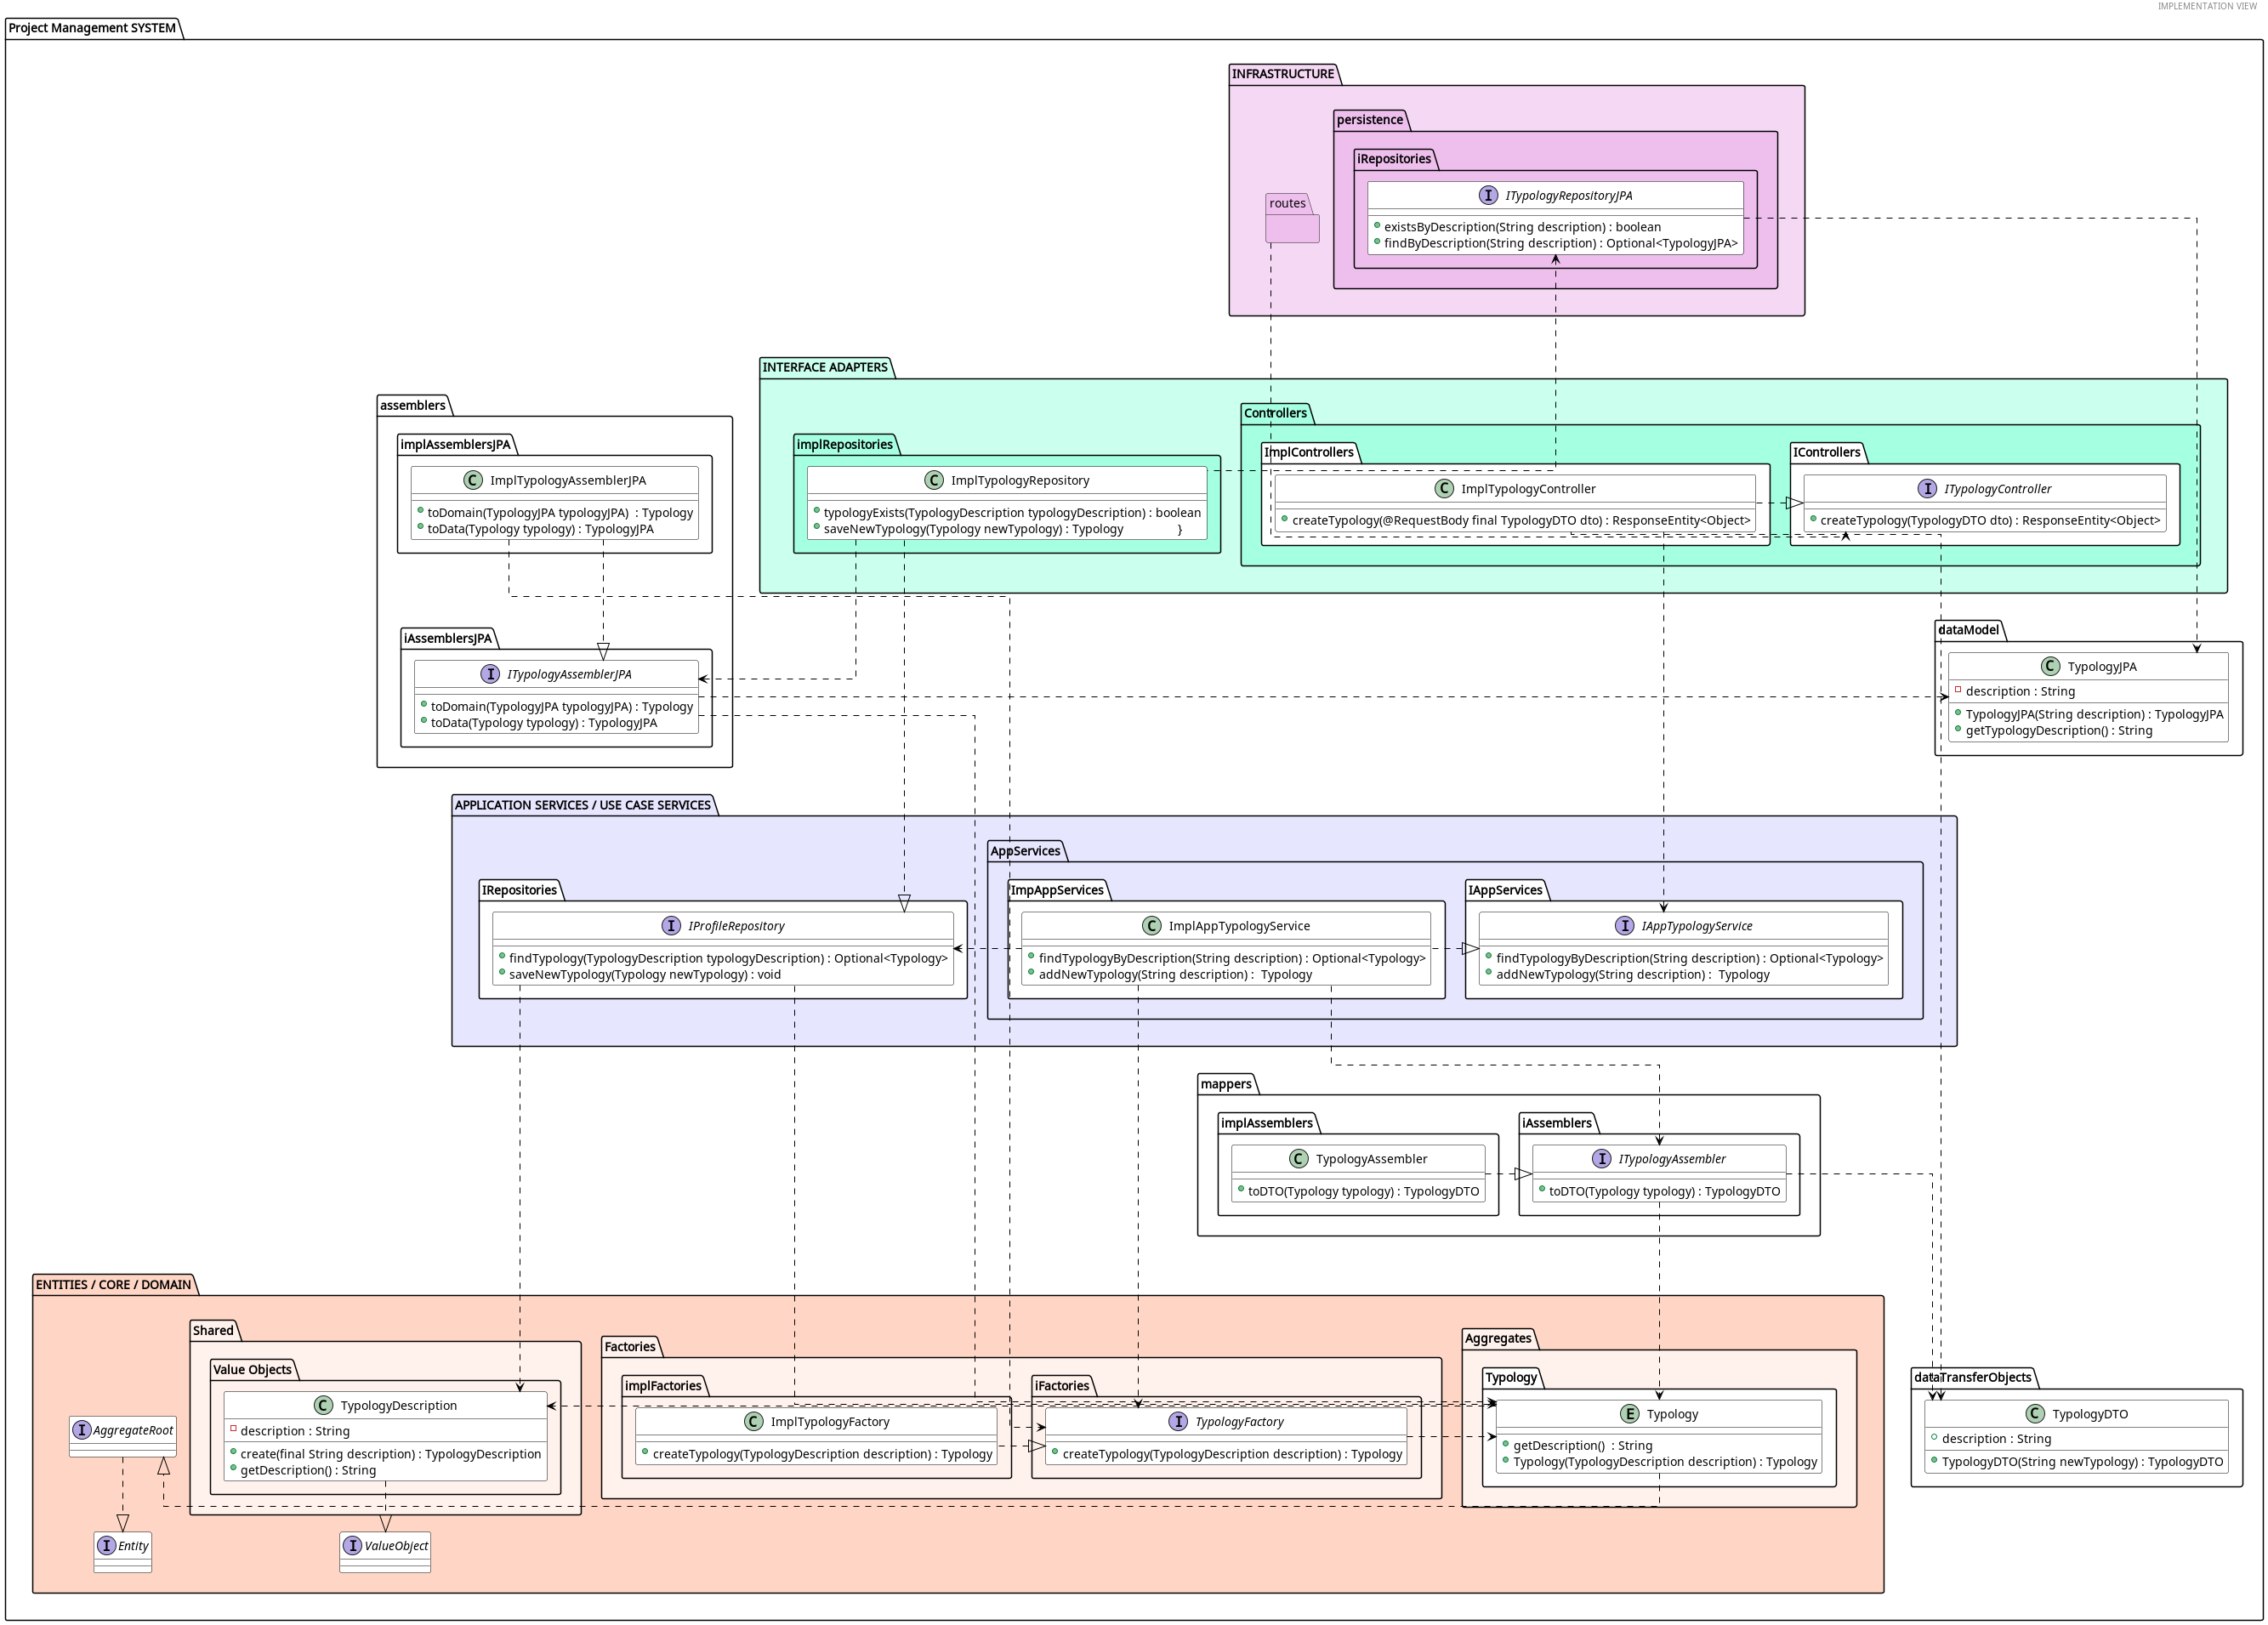 IMPLEMENTATION VIEW
Project Management SYSTEM
INFRASTRUCTURE
persistence
iRepositories
routes
I ITypologyRepositoryJPA
existsByDescription(String description) : boolean
findByDescription(String description) : Optional<TypologyJPA>
INTERFACE ADAPTERS
assemblers
implAssemblersJPA
C ImplTypologyAssemblerJPA
toDomain(TypologyJPA typologyJPA)  : Typology
toData(Typology typology) : TypologyJPA
implRepositories
C ImplTypologyRepository
typologyExists(TypologyDescription typologyDescription) : boolean
saveNewTypology(Typology newTypology) : Typology }
Controllers
ImplControllers
C ImplTypologyController
createTypology(@RequestBody final TypologyDTO dto) : ResponseEntity<Object>
IControllers
I ITypologyController
createTypology(TypologyDTO dto) : ResponseEntity<Object>
iAssemblersJPA
I ITypologyAssemblerJPA
toDomain(TypologyJPA typologyJPA) : Typology
toData(Typology typology) : TypologyJPA
dataModel
C TypologyJPA
description : String
TypologyJPA(String description) : TypologyJPA
getTypologyDescription() : String
APPLICATION SERVICES / USE CASE SERVICES
IRepositories
I IProfileRepository
findTypology(TypologyDescription typologyDescription) : Optional<Typology>
saveNewTypology(Typology newTypology) : void
AppServices
ImpAppServices
C ImplAppTypologyService
findTypologyByDescription(String description) : Optional<Typology>
addNewTypology(String description) :  Typology
IAppServices
I IAppTypologyService
findTypologyByDescription(String description) : Optional<Typology>
addNewTypology(String description) :  Typology
mappers
implAssemblers
C TypologyAssembler
toDTO(Typology typology) : TypologyDTO
iAssemblers
I ITypologyAssembler
toDTO(Typology typology) : TypologyDTO
ENTITIES / CORE / DOMAIN
Shared
Value Objects
C TypologyDescription
description : String
create(final String description) : TypologyDescription
getDescription() : String
I AggregateRoot
Factories
implFactories
C ImplTypologyFactory
createTypology(TypologyDescription description) : Typology
iFactories
I TypologyFactory
createTypology(TypologyDescription description) : Typology
Aggregates
Typology
E Typology
getDescription()  : String
Typology(TypologyDescription description) : Typology
dataTransferObjects
C TypologyDTO
description : String
TypologyDTO(String newTypology) : TypologyDTO
I Entity
I ValueObject